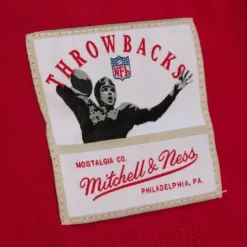 THROWBACKS
NFL
NOSTALGIA CO.
Mitchell & Ness
PHILADELPHIA, PA.